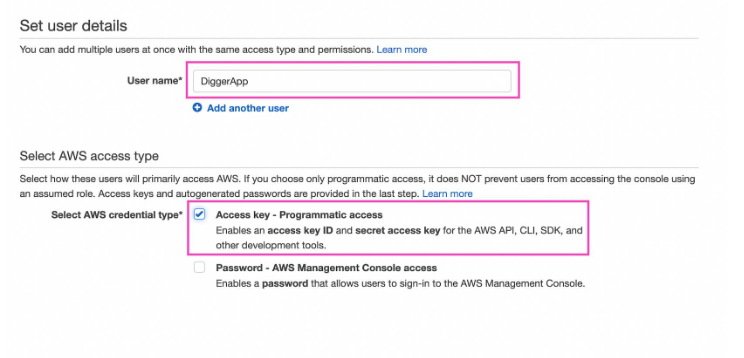 Set user details
You can add multiple users at once with the same access type and permissions. Learn more
User name* DiggerApp
Add another user
Select AWS access type
Select how these users will primarily access AWS. If you choose only programmatic access, it does NOT prevent users from accessing the console using
an assumed role. Access keys and autogenerated passwords are provided in the last step. Learn more
Select AWS credential type* Access key - Programmatic access
Enables an access key ID and secret access key for the AWS API, CLI, SDK, and
other development tools.
Password - AWS Management Console access
Enables a password that allows users to sign-in to the AWS Management Console.